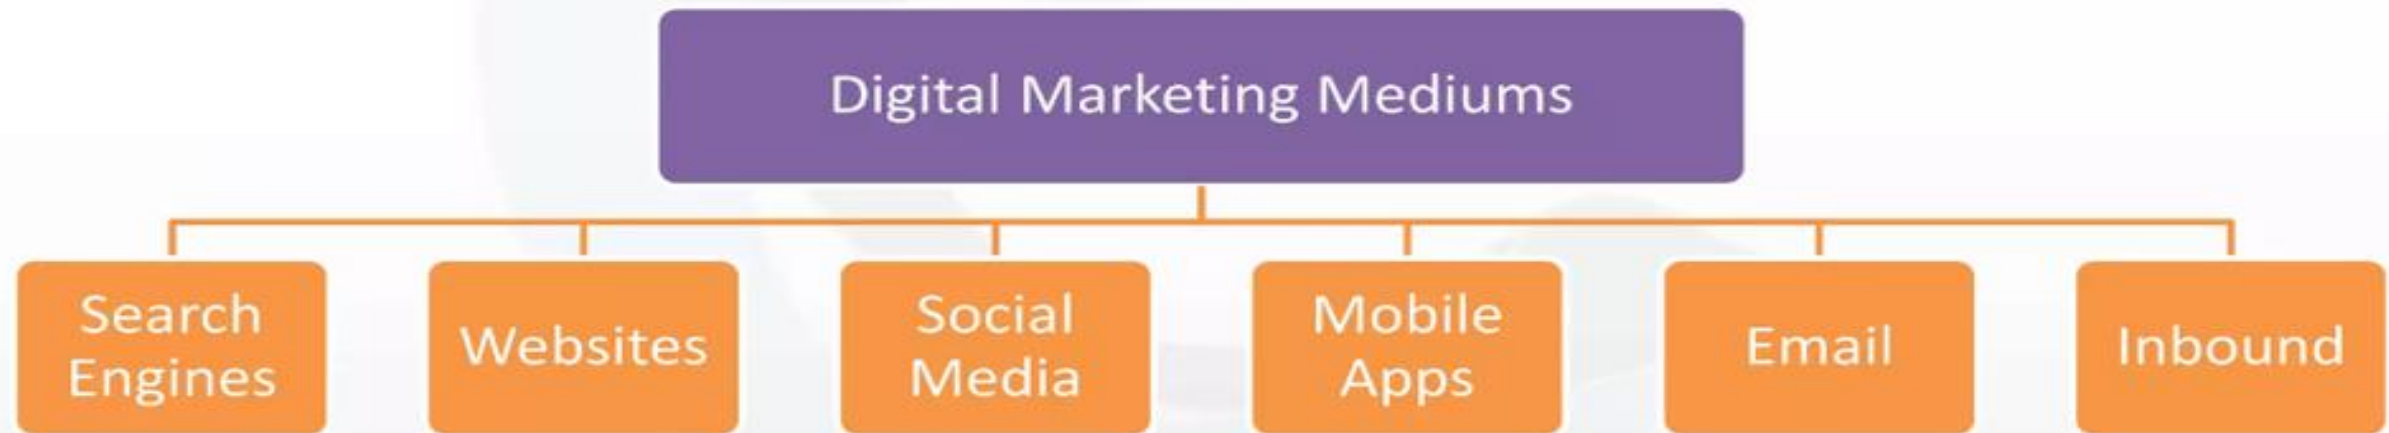 Digital Marketing Mediums
Search
Engines
Websites
Social
Media
Mobile
Apps
Email
Inbound